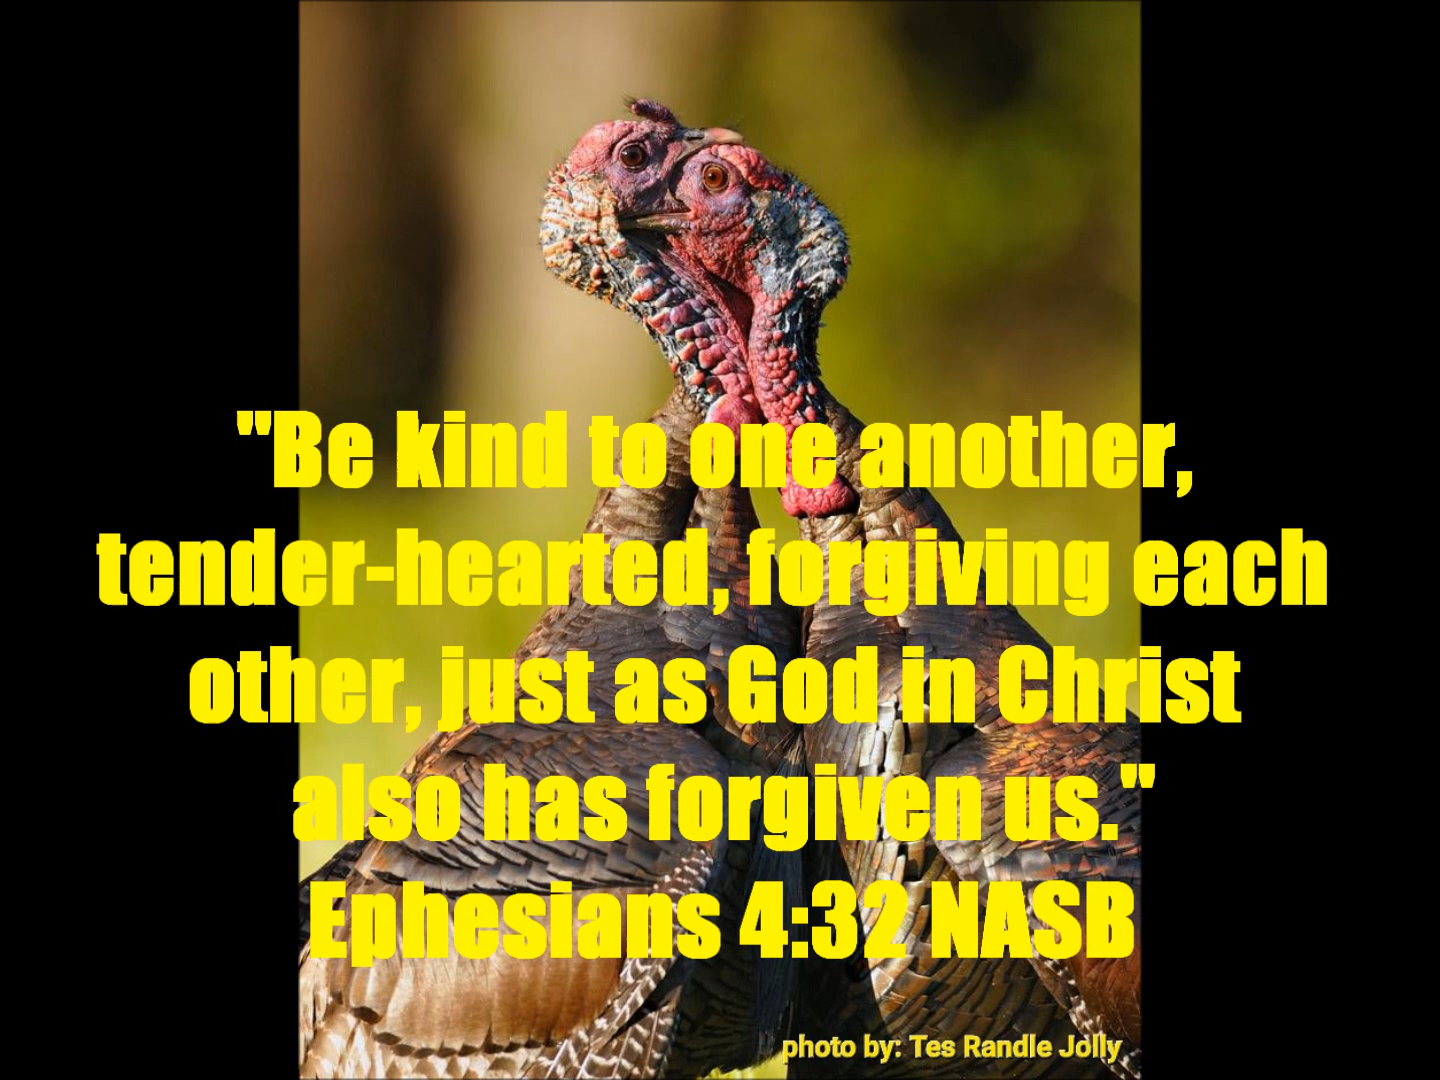 "Be kind to one another,
tender-hearted, forgiving each
other, just as God in Christ
also has forgiven us."
Ephesians 4:32 NASB
photo by: Tes Randle Jolly